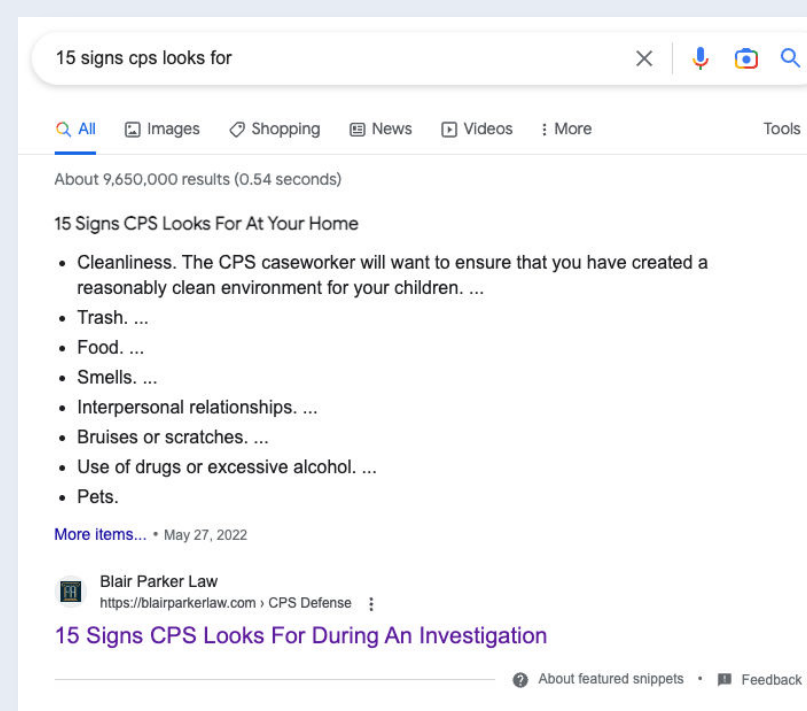 15 signs cps looks for
All Images Shopping News Videos More Tools
About 9,650,000 results (0.54 seconds)
15 Signs CPS Looks For At Your Home
• Cleanliness. The CPS caseworker will want to ensure that you have created a
reasonably clean environment for your children. ...
• Trash. ...
• Food. ...
• Smells. ...
• Interpersonal relationships. ...
• Bruises or scratches. ...
• Use of drugs or excessive alcohol. ...
• Pets.
More items... • May 27, 2022
Blair Parker Law
https://blairparkerlaw.com › CPS Defense
15 Signs CPS Looks For During An Investigation
About featured snippets • Feedback